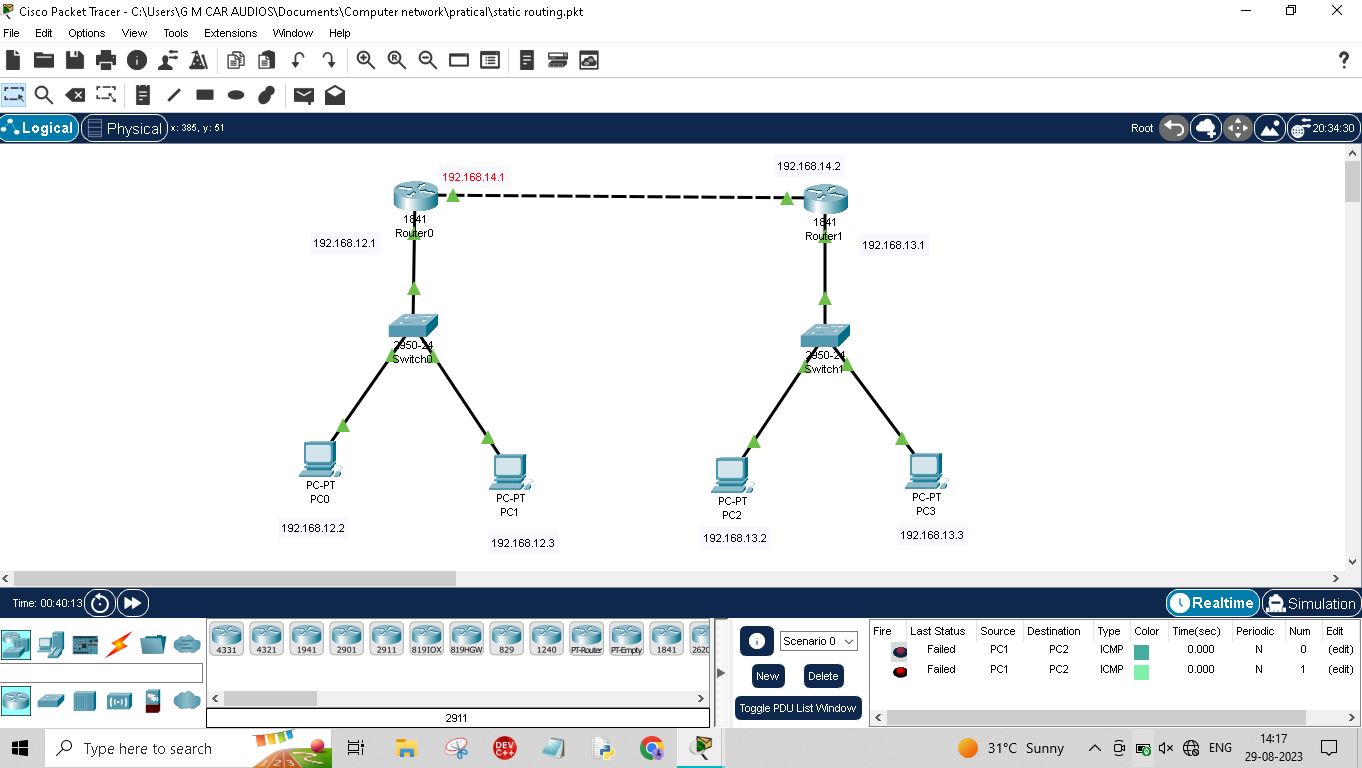 Cisco Packet Tracer - C:\Users\G M CAR AUDIOS\Documents\Computer network\pratical\static routing.pkt
File Edit Options View Tools Extensions Window Help
?
Logical Physical x: 385, y: 51 Root 20:34:30
192.168.14.1
192.168.14.2
1841
Router0
1841
Router1
192.168.12.1
192.168.13.1
2950-24
Switch0
2950-24
Switch1
PC-PT
PC0
PC-PT
PC1
PC-PT
PC2
PC-PT
PC3
192.168.12.2
192.168.12.3
192.168.13.2
192.168.13.3
Time: 00:40:13 Realtime Simulation
4331 4321 1941 2901 2911 819IOX 819HGW 829 1240 PT-Router PT-Empty 1841 2620
2911
Scenario 0
New Delete
Toggle PDU List Window
Fire Last Status Source Destination Type Color Time(sec) Periodic Num Edit
Failed PC1 PC2 ICMP 0.000 N 0 (edit)
Failed PC1 PC2 ICMP 0.000 N 1 (edit)
Type here to search
DEV C++
31°C Sunny ENG 14:17
29-08-2023